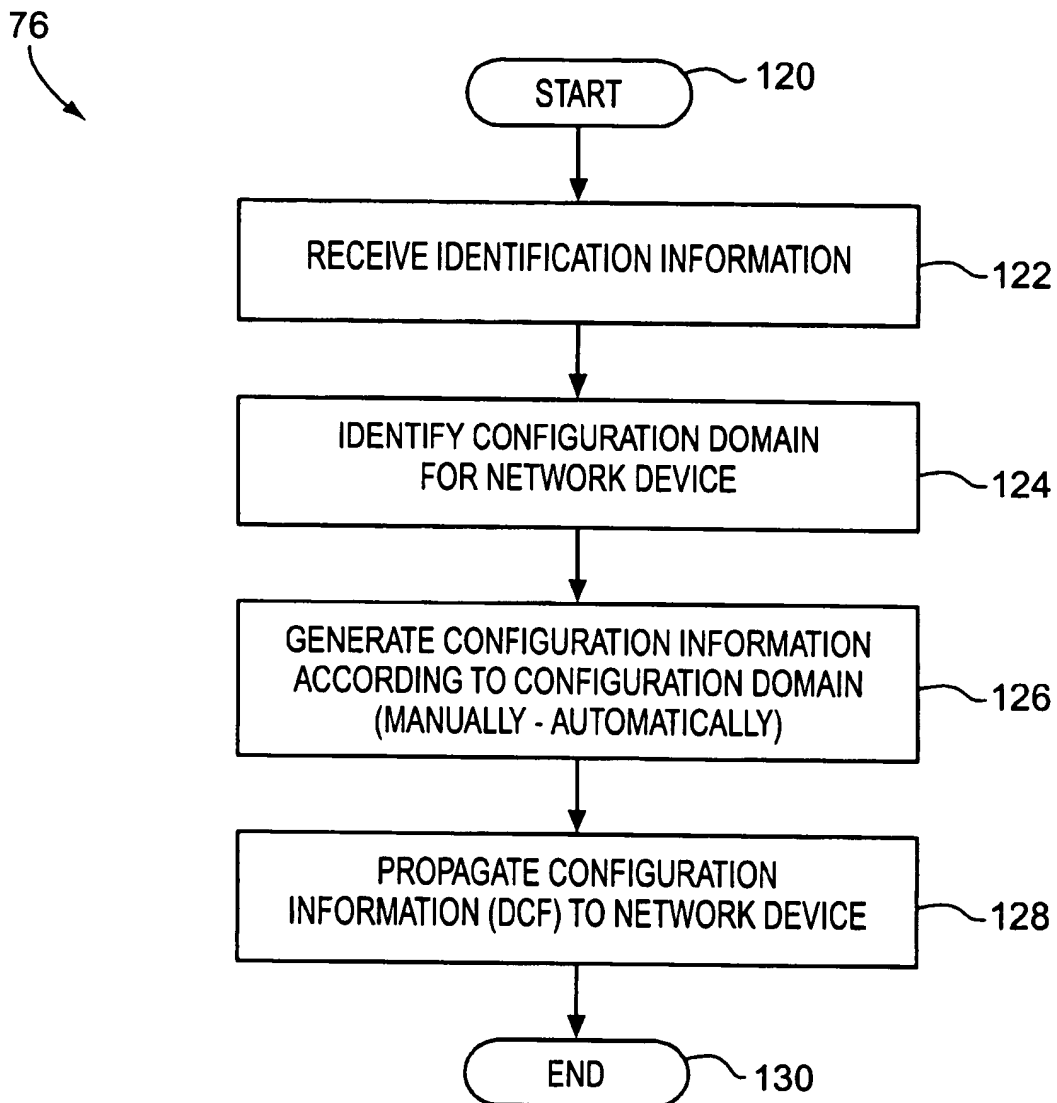 76
START
120
RECEIVE IDENTIFICATION INFORMATION
122
IDENTIFY CONFIGURATION DOMAIN
FOR NETWORK DEVICE
124
GENERATE CONFIGURATION INFORMATION
ACCORDING TO CONFIGURATION DOMAIN
(MANUALLY - AUTOMATICALLY)
126
PROPAGATE CONFIGURATION
INFORMATION (DCF) TO NETWORK DEVICE
128
END
130